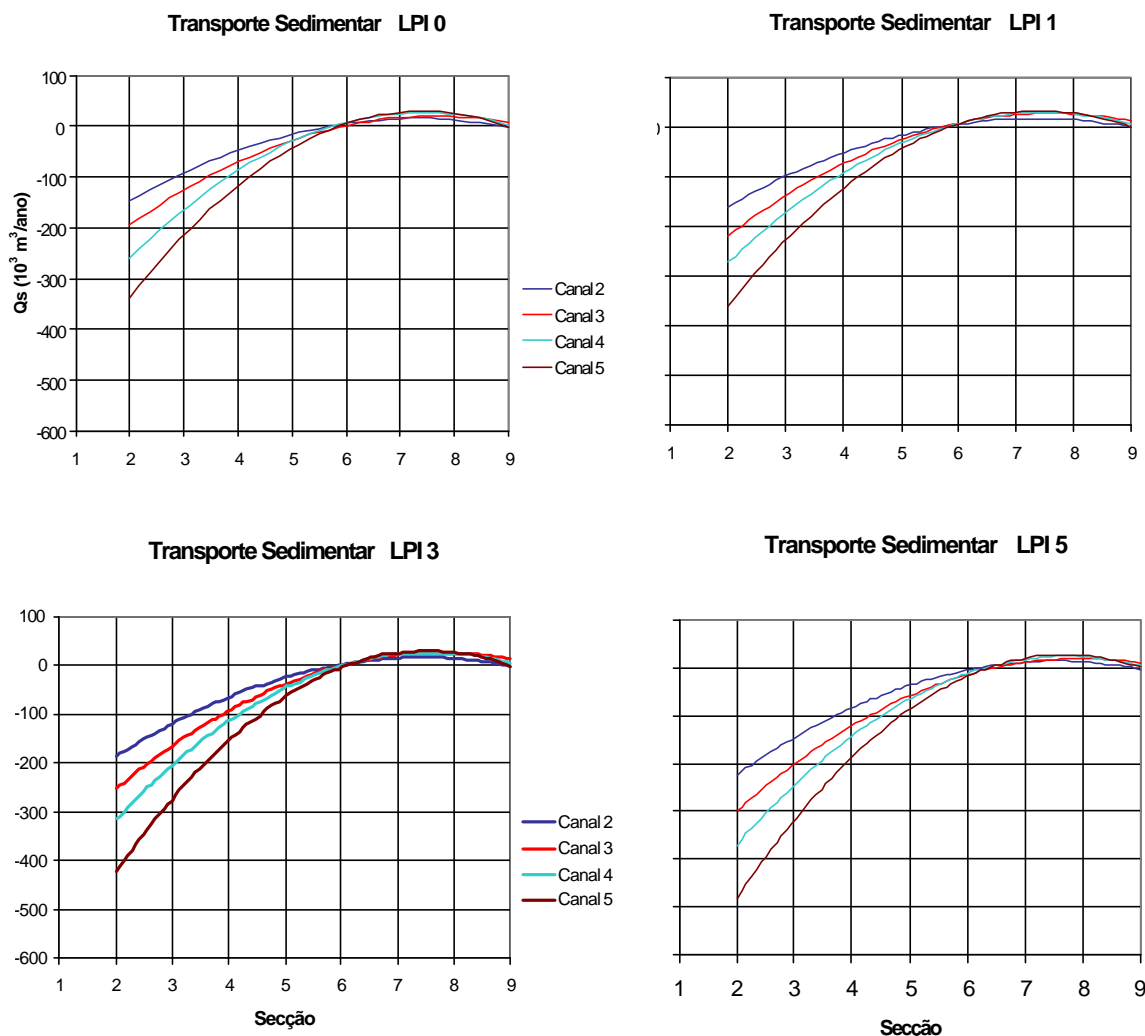 Transporte Sedimentar LPI 0
100
0
-100
-200
-300
-400
-500
-600
Qs (10³ m³/ano)
1 2 3 4 5 6 7 8 9
Canal 2
Canal 3
Canal 4
Canal 5
Transporte Sedimentar LPI 1
0
1 2 3 4 5 6 7 8 9
Transporte Sedimentar LPI 3
100
0
-100
-200
-300
-400
-500
-600
1 2 3 4 5 6 7 8 9
Secção
Canal 2
Canal 3
Canal 4
Canal 5
Transporte Sedimentar LPI 5
1 2 3 4 5 6 7 8 9
Secção